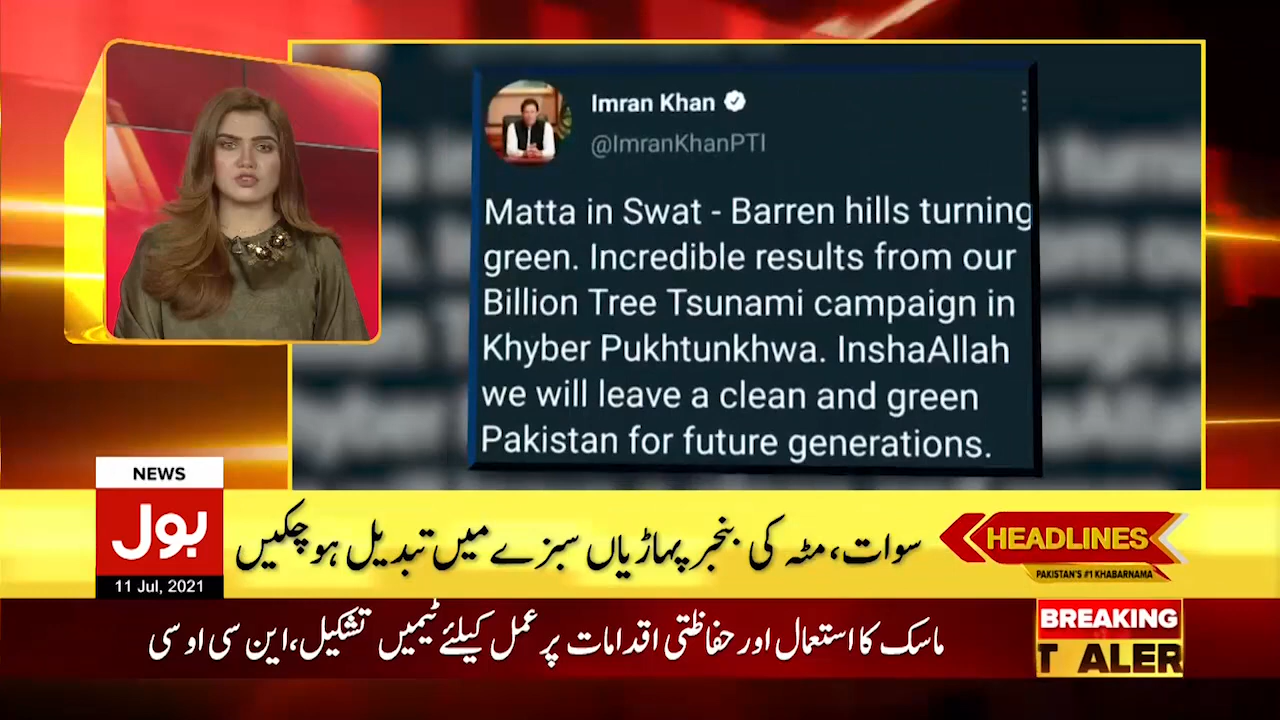 Imran Khan
@ImranKhanPTI
Matta in Swat - Barren hills turning
green. Incredible results from our
Billion Tree Tsunami campaign in
Khyber Pukhtunkhwa. InshaAllah
we will leave a clean and green
Pakistan for future generations.
NEWS
بول
11 Jul, 2021
سوات، مٹہ کی بنجر پہاڑیاں سبزے میں تبدیل ہو چکیں
HEADLINES
PAKISTAN'S #1 KHABARNAMA
ماسک کا استعمال اور حفاظتی اقدامات پر عمل کیلئے ٹیمیں تشکیل، این سی او سی
BREAKING
T ALER